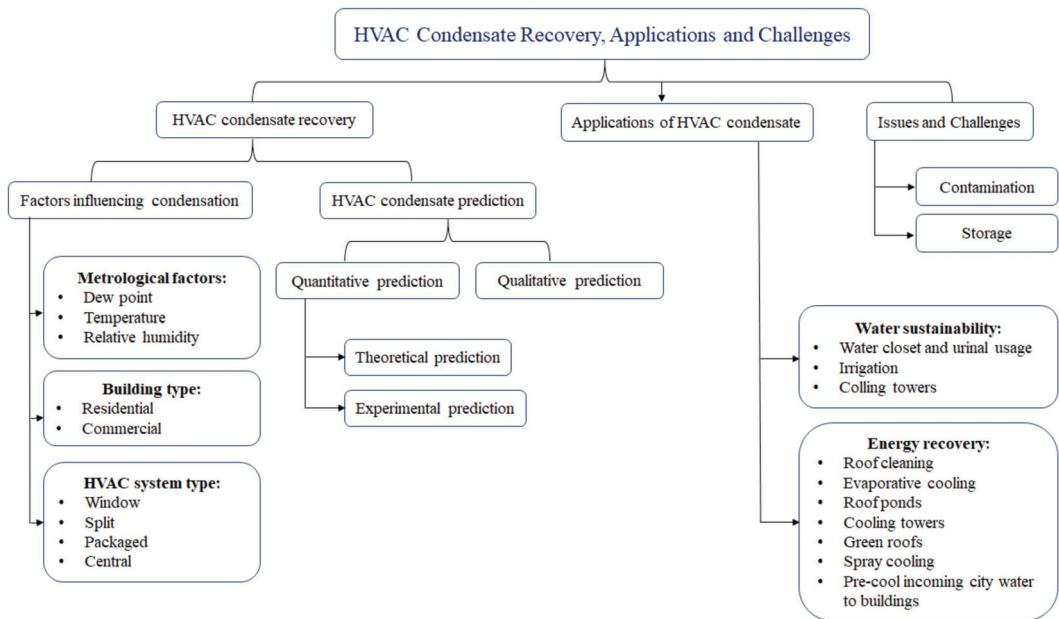 HVAC Condensate Recovery, Applications and Challenges
HVAC condensate recovery
Applications of HVAC condensate
Issues and Challenges
Factors influencing condensation
HVAC condensate prediction
Contamination
Storage
Quantitative prediction
Qualitative prediction
Theoretical prediction
Experimental prediction
Metrological factors:
• Dew point
• Temperature
• Relative humidity
Building type:
• Residential
• Commercial
HVAC system type:
• Window
• Split
• Packaged
• Central
Water sustainability:
• Water closet and urinal usage
• Irrigation
• Colling towers
Energy recovery:
• Roof cleaning
• Evaporative cooling
• Roof ponds
• Cooling towers
• Green roofs
• Spray cooling
• Pre-cool incoming city water
to buildings